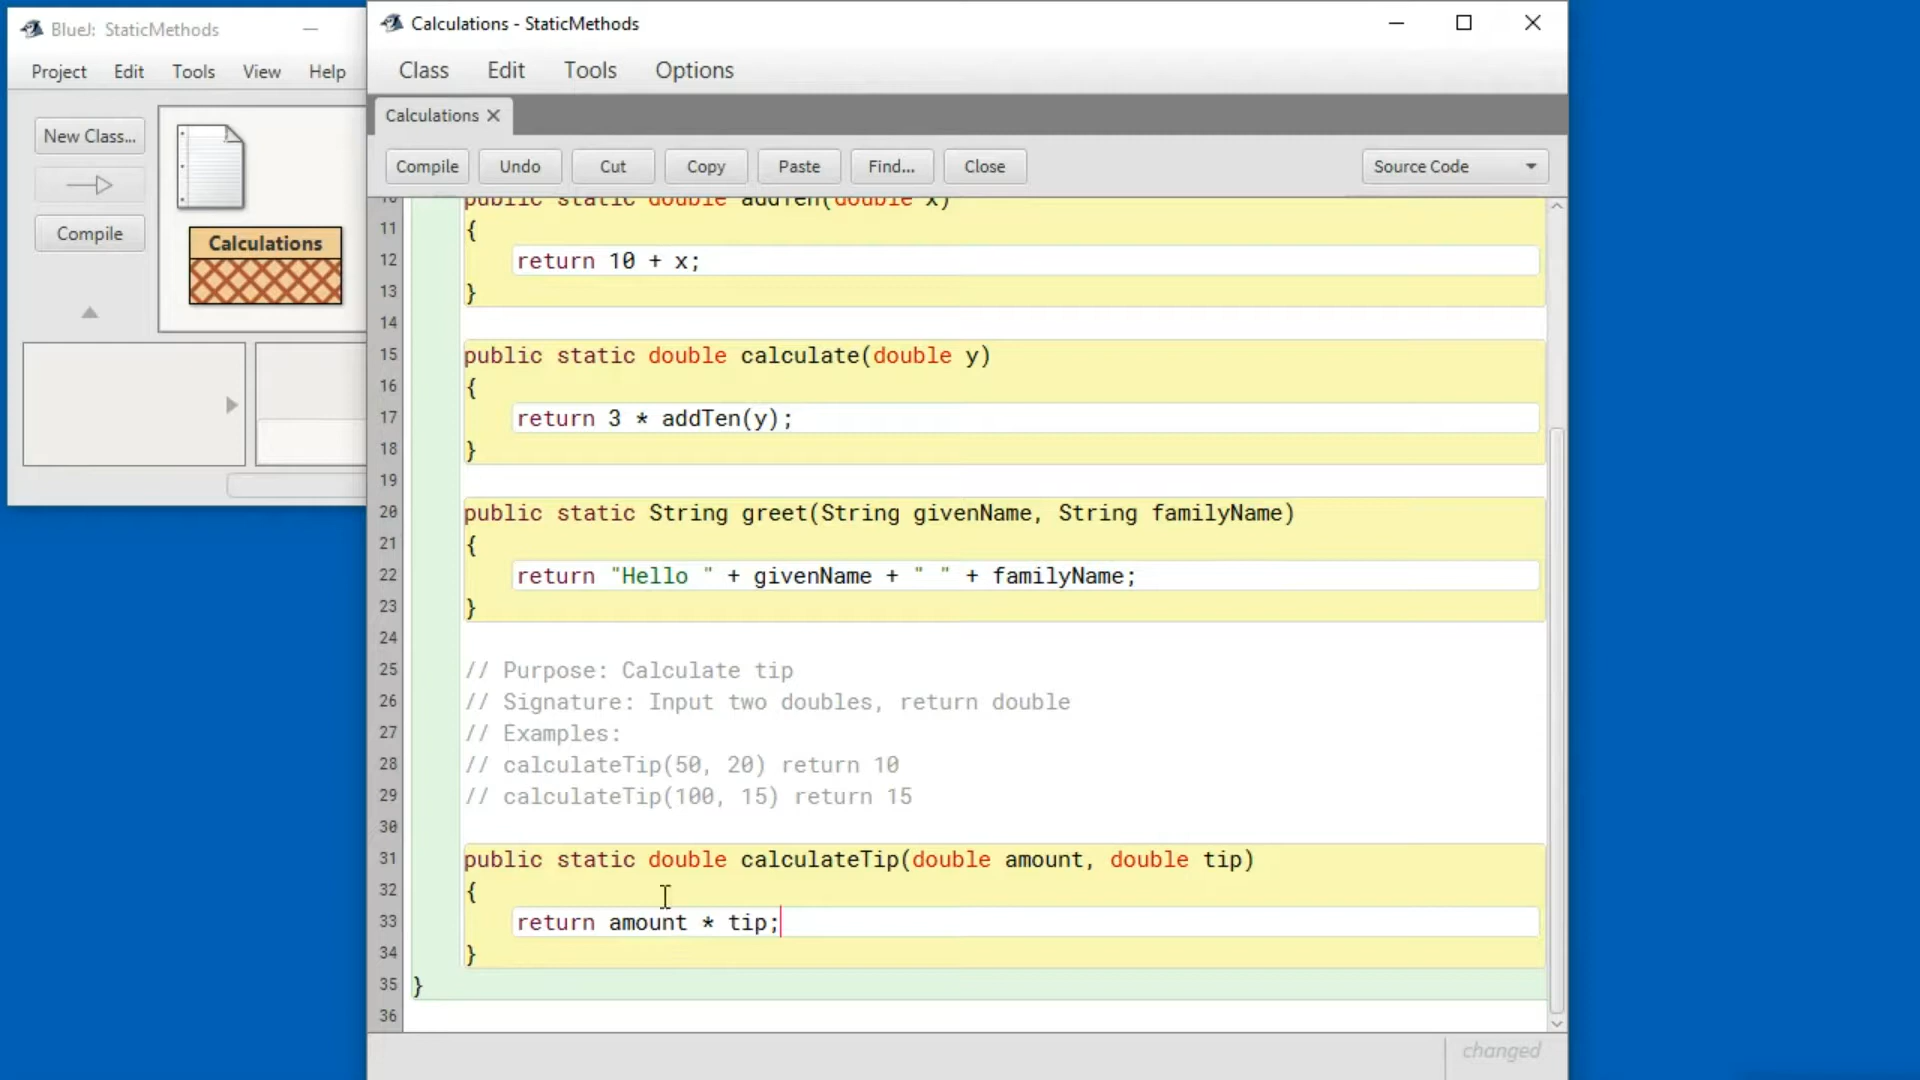 BlueJ: StaticMethods
Project Edit Tools View Help
New Class...
Compile
Calculations
Calculations - StaticMethods
Class Edit Tools Options
Calculations
Compile Undo Cut Copy Paste Find... Close Source Code
10 public static double addTen(double x)
11 {
12 return 10 + x;
13 }
14
15 public static double calculate(double y)
16 {
17 return 3 * addTen(y);
18 }
19
20 public static String greet(String givenName, String familyName)
21 {
22 return "Hello " + givenName + " " + familyName;
23 }
24
25 // Purpose: Calculate tip
26 // Signature: Input two doubles, return double
27 // Examples:
28 // calculateTip(50, 20) return 10
29 // calculateTip(100, 15) return 15
30
31 public static double calculateTip(double amount, double tip)
32 {
33 return amount * tip;
34 }
35 }
36
changed